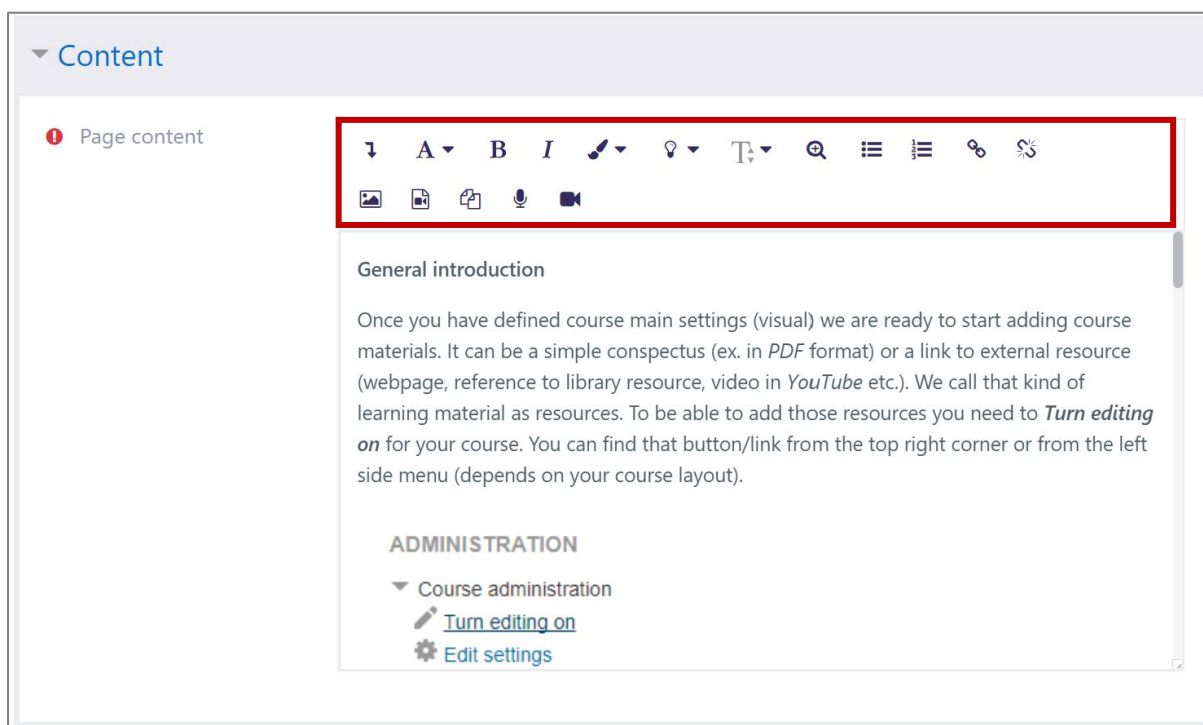 Content
Page content
A B I T
General introduction
Once you have defined course main settings (visual) we are ready to start adding course
materials. It can be a simple conspectus (ex. in PDF format) or a link to external resource
(webpage, reference to library resource, video in YouTube etc.). We call that kind of
learning material as resources. To be able to add those resources you need to Turn editing
on for your course. You can find that button/link from the top right corner or from the left
side menu (depends on your course layout).
ADMINISTRATION
Course administration
Turn editing on
Edit settings